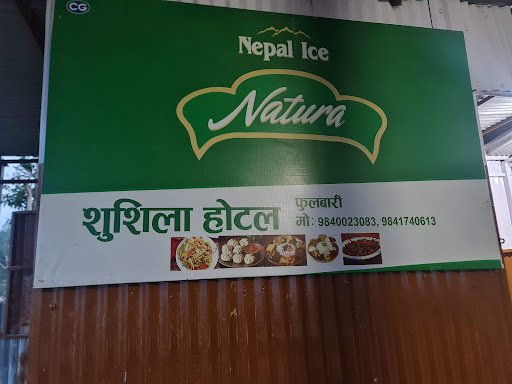 CG
Nepal Ice
Natura
शुशिला होटल
फुलबारी
मो: 9840023083, 9841740613